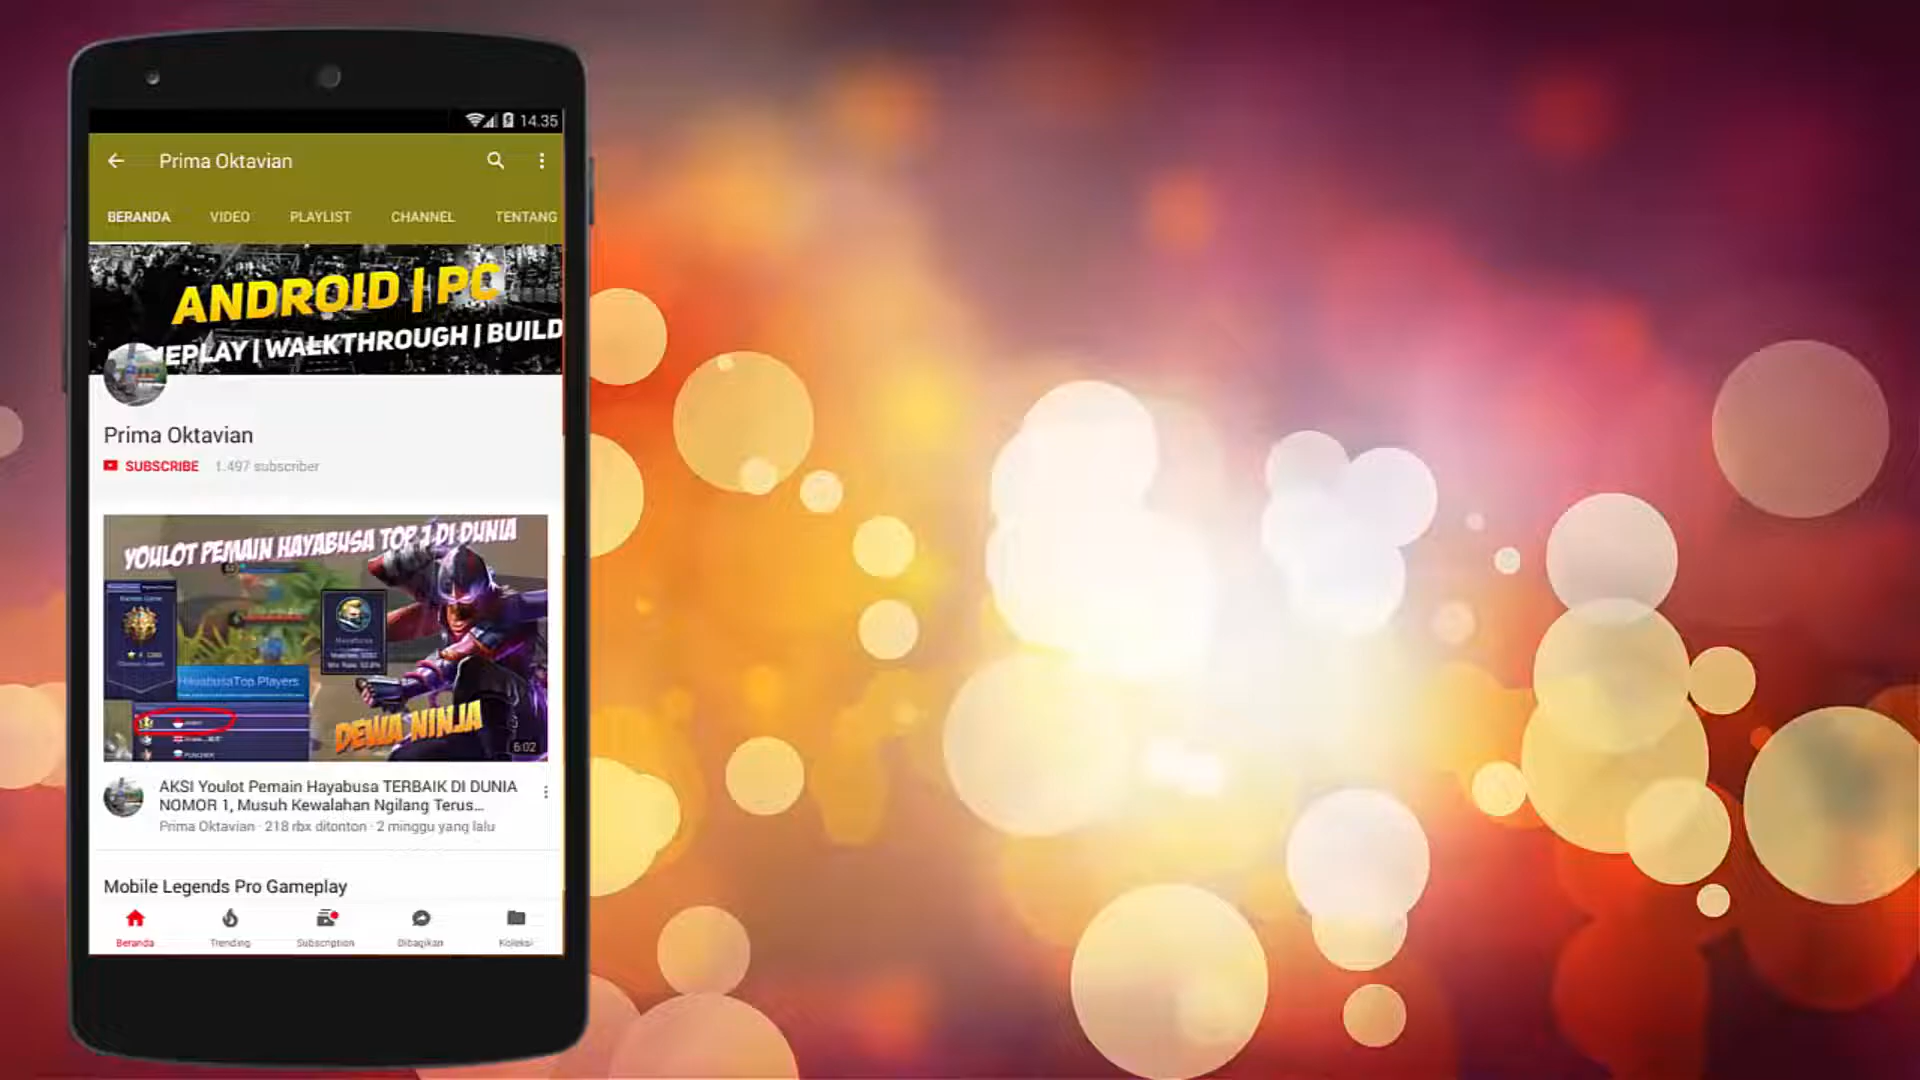 14.35
Prima Oktavian
BERANDA VIDEO PLAYLIST CHANNEL TENTANG
ANDROID | PC
MEPLAY | WALKTHROUGH | BUILD
Prima Oktavian
SUBSCRIBE 1.497 subscriber
YOULOT PEMAIN HAYABUSA TOP 1 DI DUNIA
Hayabusa
HayabusaTop Players
DEWA NINJA
6:02
AKSI Youlot Pemain Hayabusa TERBAIK DI DUNIA
NOMOR 1, Musuh Kewalahan Ngilang Terus...
Prima Oktavian · 218 rbx ditonton · 2 minggu yang lalu
Mobile Legends Pro Gameplay
Beranda Trending Subscription Dibagikan Koleksi